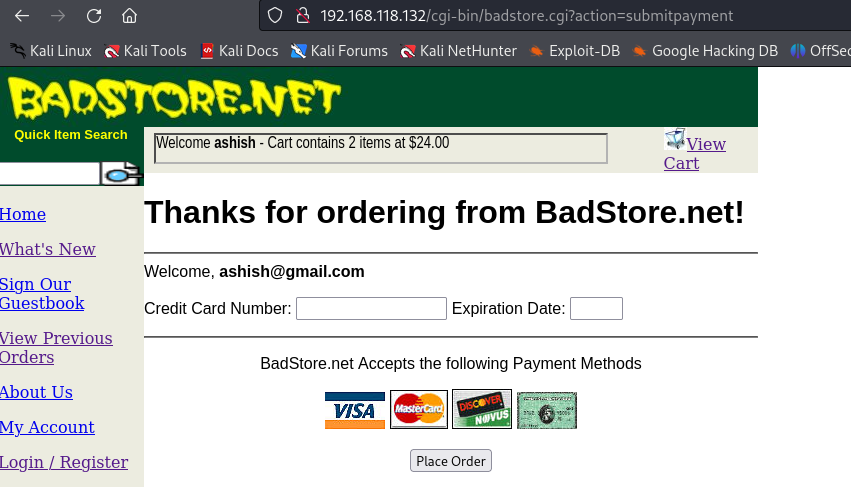 192.168.118.132/cgi-bin/badstore.cgi?action=submitpayment
Kali Linux Kali Tools Kali Docs Kali Forums Kali NetHunter Exploit-DB Google Hacking DB OffSec
BADSTORE.NET
Quick Item Search
Welcome ashish - Cart contains 2 items at $24.00
View
Cart
Home
What's New
Sign Our
Guestbook
View Previous
Orders
About Us
My Account
Login / Register
Thanks for ordering from BadStore.net!
Welcome, ashish@gmail.com
Credit Card Number: Expiration Date:
BadStore.net Accepts the following Payment Methods
VISA MasterCard DISCOVER NOVUS
Place Order